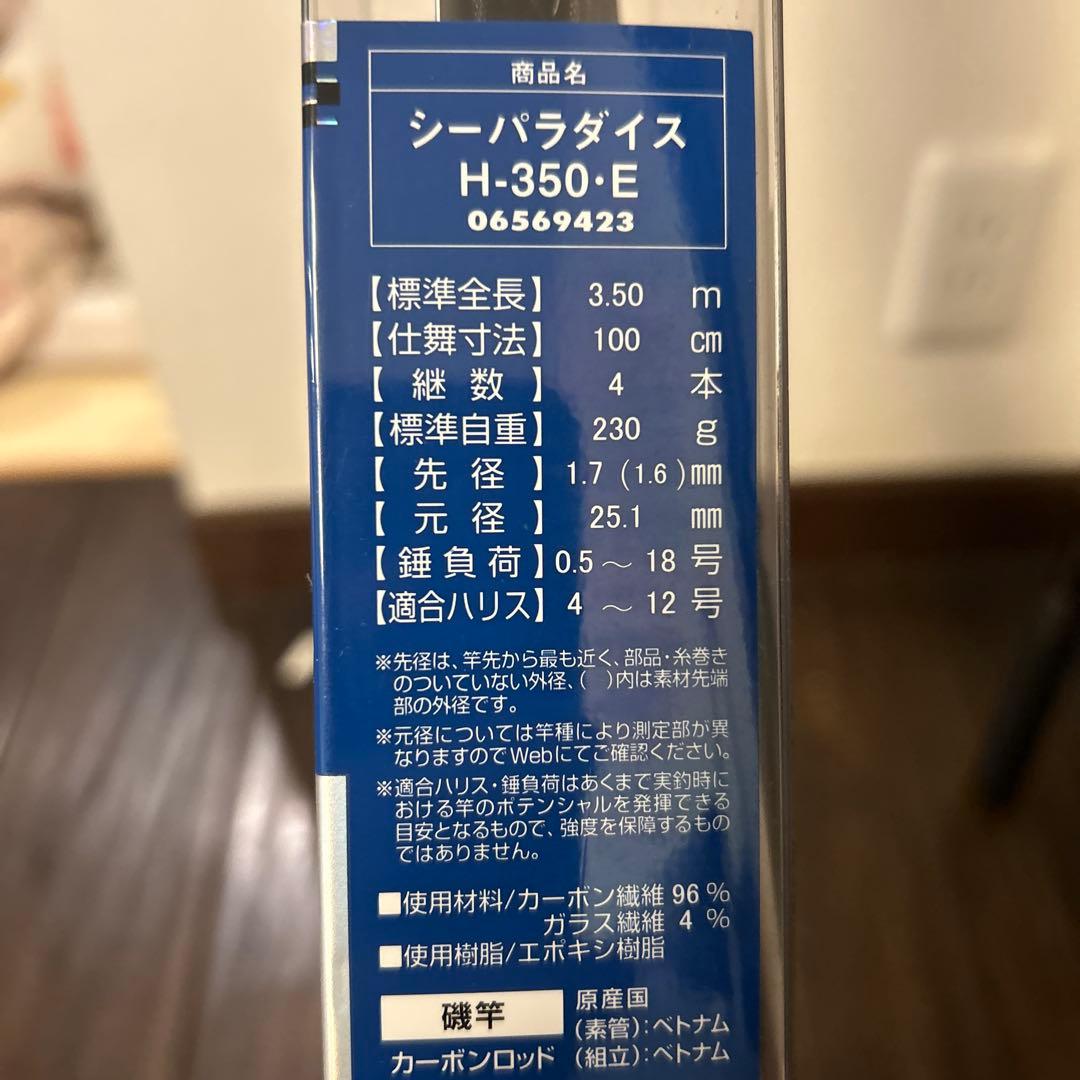 商品名
シーパラダイス
H-350・E
06569423
【標準全長】 3.50 m
【仕舞寸法】 100 cm
【継数】 4 本
【標準自重】 230 g
【先径】 1.7 (1.6)mm
【元径】 25.1 mm
【錘負荷】0.5～18号
【適合ハリス】4～12号
※先径は、竿先から最も近く、部品・糸巻き
のついていない外径、( )内は素材先端
部の外径です。
※元径については竿種により測定部が異
なりますのでWebにてご確認ください。
※適合ハリス・錘負荷はあくまで実釣時に
おける竿のポテンシャルを発揮できる
目安となるもので、強度を保障するもの
ではありません。
■使用材料/カーボン繊維 96%
ガラス繊維 4%
■使用樹脂/エポキシ樹脂
磯竿
カーボンロッド
原産国
(素管):ベトナム
(組立):ベトナム